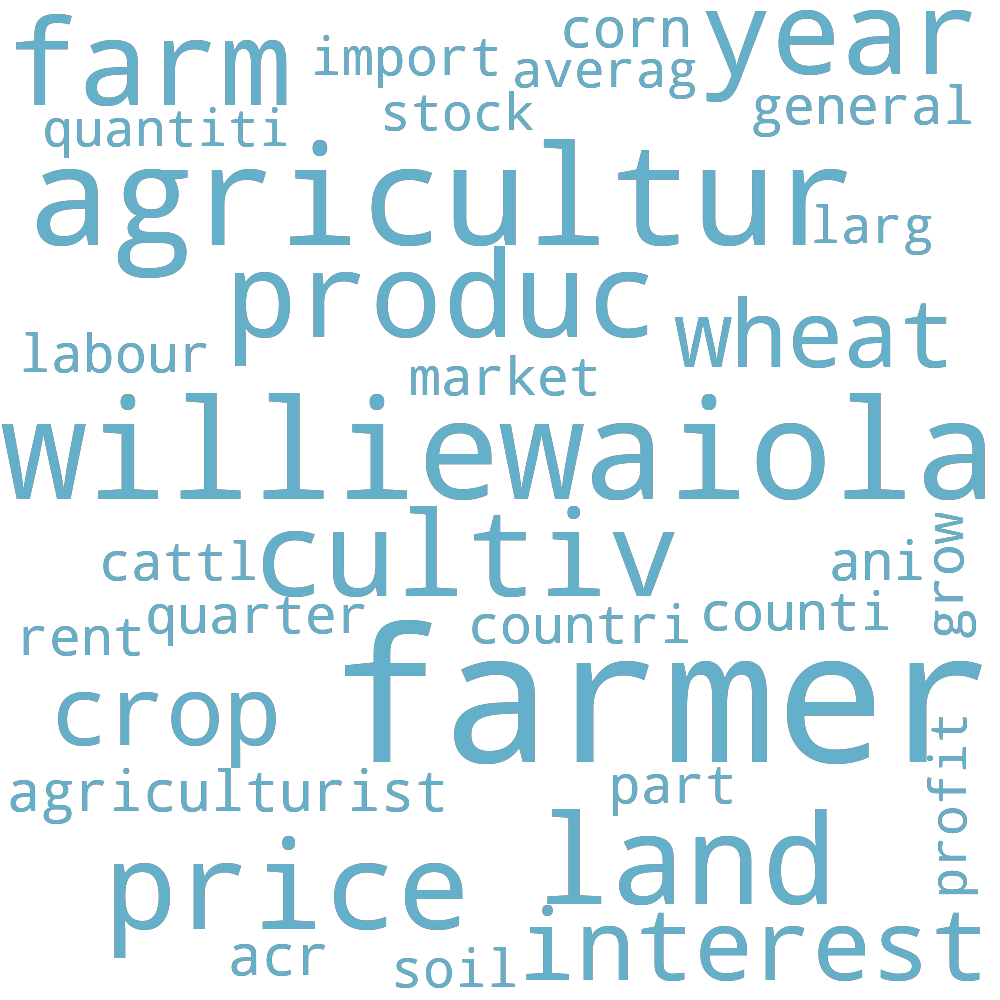 farm
import
corn
averag
year
quantiti
stock
general
agricultur
larg
produc
wheat
labour
market
williewaiola
cattl
cultiv
ani
grow
rent
quarter
countri
counti
crop
farmer
agriculturist
part
profit
price
land
acr
soil
interest